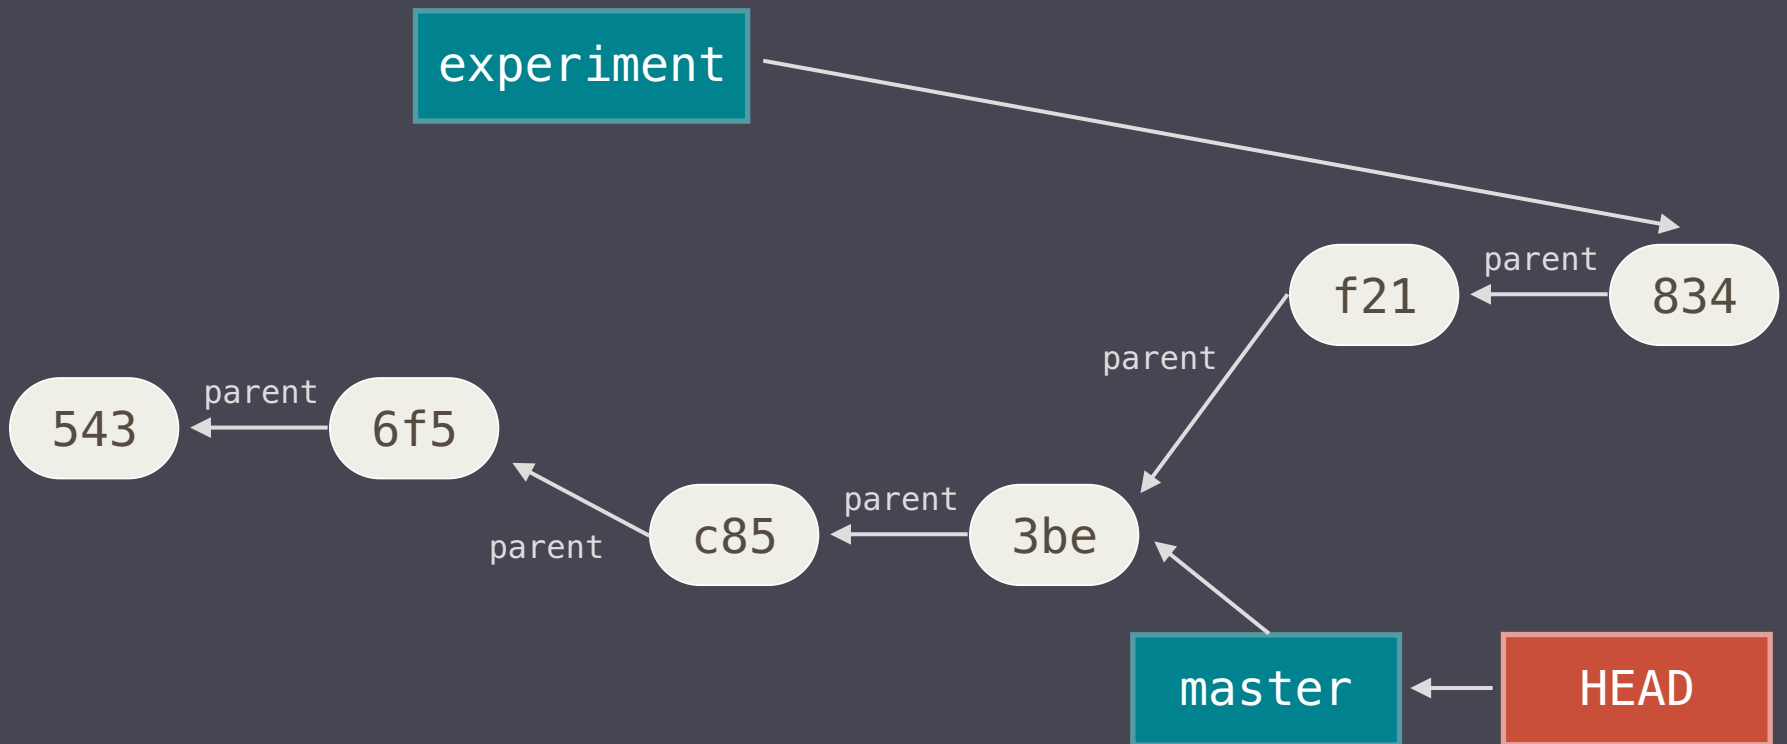 experiment
parent
f21
834
parent
parent
543
6f5
parent
c85
3be
parent
master
HEAD